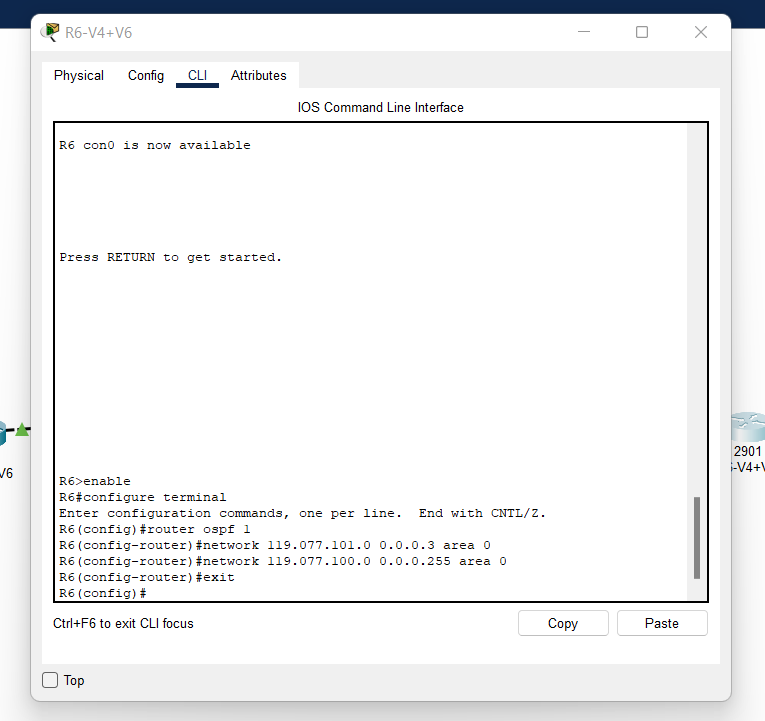 R6-V4+V6
Physical Config CLI Attributes
IOS Command Line Interface
R6 con0 is now available
Press RETURN to get started.
R6>enable
R6#configure terminal
Enter configuration commands, one per line.  End with CNTL/Z.
R6(config)#router ospf 1
R6(config-router)#network 119.077.101.0 0.0.0.3 area 0
R6(config-router)#network 119.077.100.0 0.0.0.255 area 0
R6(config-router)#exit
R6(config)#
Ctrl+F6 to exit CLI focus
Copy Paste
Top
V6
2901
-V4+V